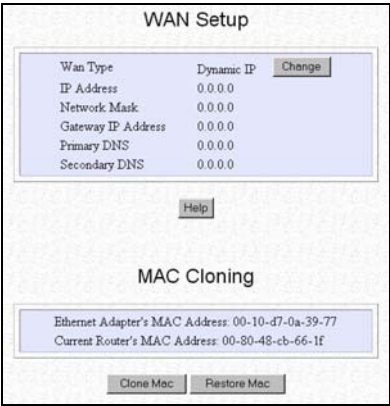 WAN Setup
Wan Type Dynamic IP Change
IP Address 0.0.0.0
Network Mask 0.0.0.0
Gateway IP Address 0.0.0.0
Primary DNS 0.0.0.0
Secondary DNS 0.0.0.0
Help
MAC Cloning
Ethernet Adapter's MAC Address: 00-10-d7-0a-39-77
Current Router's MAC Address: 00-80-48-cb-66-1f
Clone Mac Restore Mac